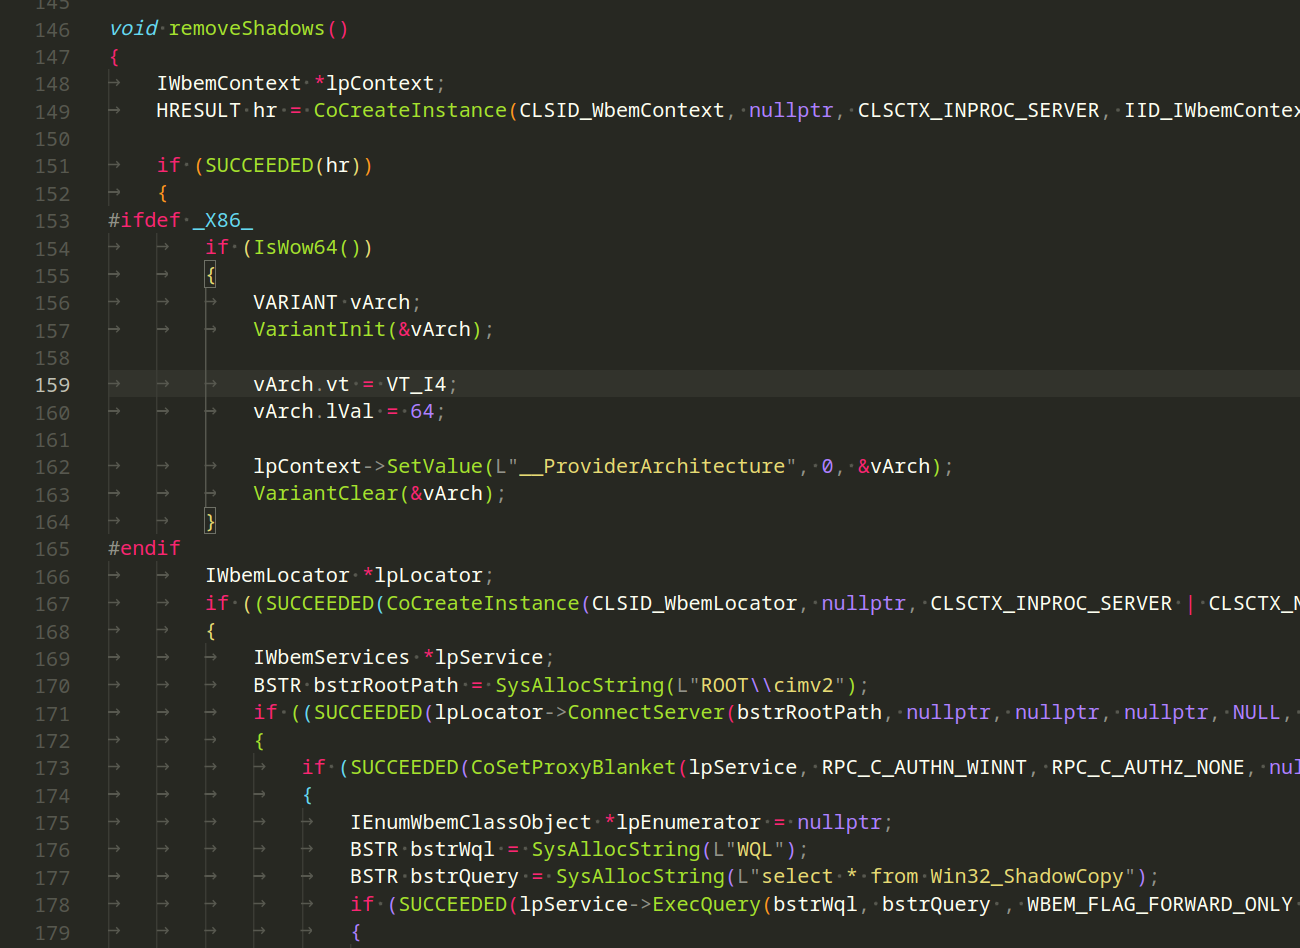 145
146 void removeShadows()
147 {
148 IWbemContext *lpContext;
149 HRESULT hr = CoCreateInstance(CLSID_WbemContext, nullptr, CLSCTX_INPROC_SERVER, IID_IWbemContex
150
151 if (SUCCEEDED(hr))
152 {
153 #ifdef _X86_
154 if (IsWow64())
155 {
156 VARIANT vArch;
157 VariantInit(&vArch);
158
159 vArch.vt = VT_I4;
160 vArch.lVal = 64;
161
162 lpContext->SetValue(L"__ProviderArchitecture", 0, &vArch);
163 VariantClear(&vArch);
164 }
165 #endif
166 IWbemLocator *lpLocator;
167 if ((SUCCEEDED(CoCreateInstance(CLSID_WbemLocator, nullptr, CLSCTX_INPROC_SERVER | CLSCTX_N
168 {
169 IWbemServices *lpService;
170 BSTR bstrRootPath = SysAllocString(L"ROOT\\cimv2");
171 if ((SUCCEEDED(lpLocator->ConnectServer(bstrRootPath, nullptr, nullptr, nullptr, NULL,
172 {
173 if (SUCCEEDED(CoSetProxyBlanket(lpService, RPC_C_AUTHN_WINNT, RPC_C_AUTHZ_NONE, nul
174 {
175 IEnumWbemClassObject *lpEnumerator = nullptr;
176 BSTR bstrWql = SysAllocString(L"WQL");
177 BSTR bstrQuery = SysAllocString(L"select * from Win32_ShadowCopy");
178 if (SUCCEEDED(lpService->ExecQuery(bstrWql, bstrQuery , WBEM_FLAG_FORWARD_ONLY
179 {